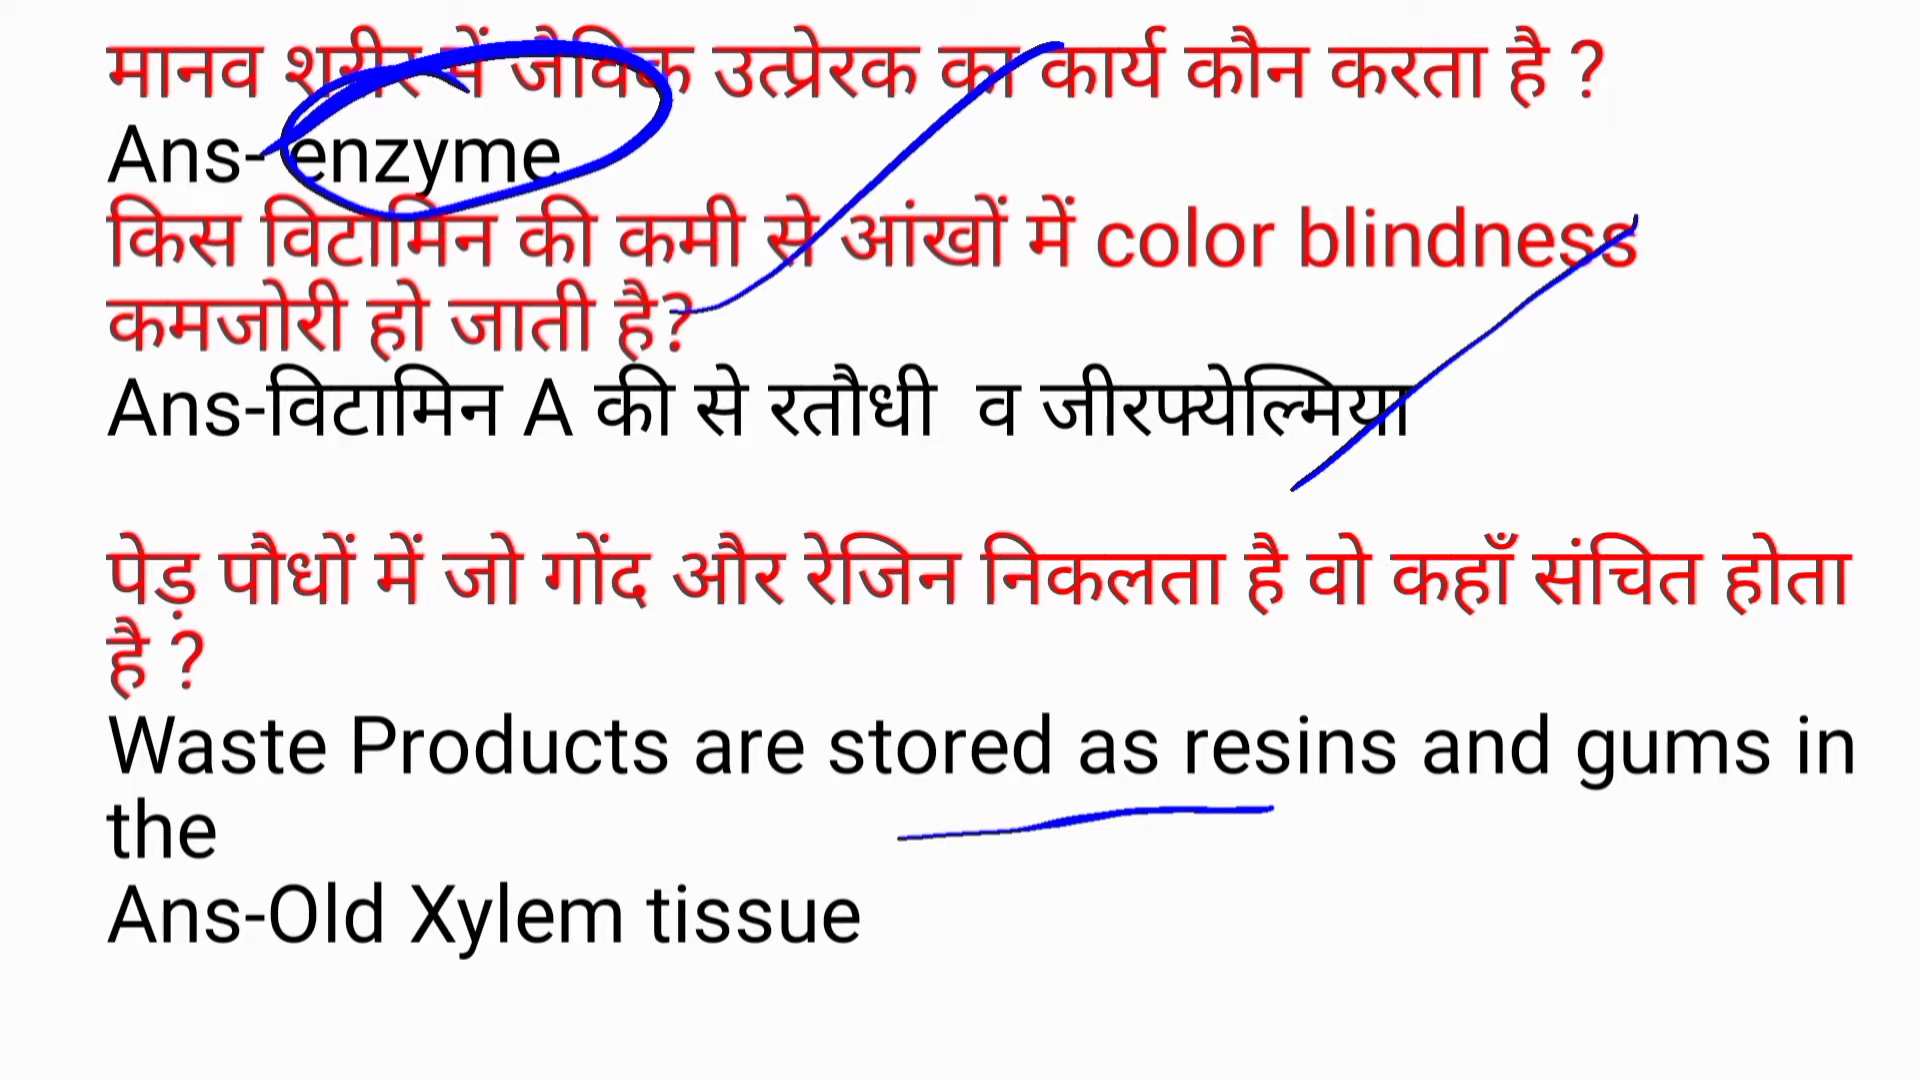 मानव शरीर में जैविक उत्प्रेरक का कार्य कौन करता है ?
Ans- enzyme
किस विटामिन की कमी से आंखों में color blindness
कमजोरी हो जाती है?
Ans-विटामिन A की से रतौधी व जीरफ्येल्मिया
पेड़ पौधों में जो गोंद और रेजिन निकलता है वो कहाँ संचित होता
है ?
Waste Products are stored as resins and gums in
the
Ans-Old Xylem tissue